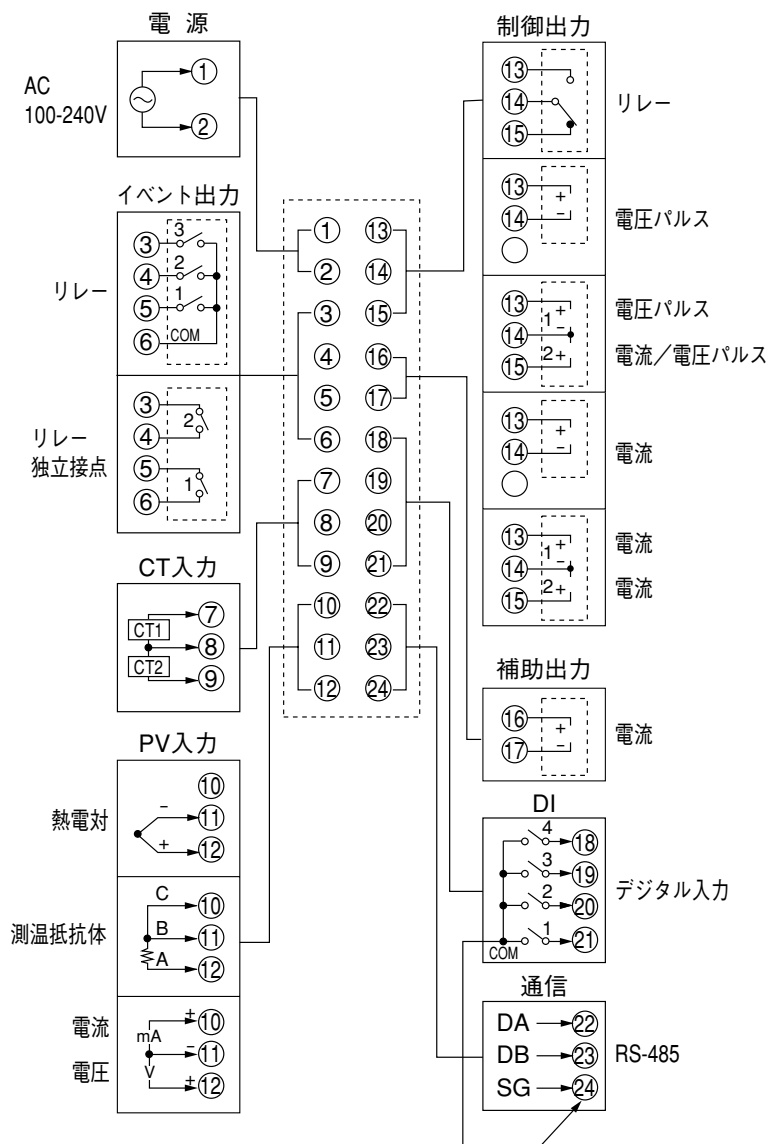 電 源
AC
100-240V
①
②
イベント出力
リレー
③
3
④
2
⑤
1
⑥
COM
リレー
独立接点
③
2
④
⑤
1
⑥
CT入力
CT1
CT2
⑦
⑧
⑨
PV入力
熱電対
⑩
− ⑪
+ ⑫
測温抵抗体
C ⑩
B ⑪
A ⑫
電流
mA
電圧
V
+ ⑩
− ⑪
+ ⑫
① ⑬
② ⑭
③ ⑮
④ ⑯
⑤ ⑰
⑥ ⑱
⑦ ⑲
⑧ ⑳
⑨ ㉑
⑩ ㉒
⑪ ㉓
⑫ ㉔
制御出力
⑬
⑭
⑮
リレー
⑬ +
⑭ −
電圧パルス
⑬ 1 +
⑭ −
⑮ 2 +
電圧パルス
電流／電圧パルス
⑬ +
⑭ −
電流
⑬ 1 +
⑭ −
⑮ 2 +
電流
電流
補助出力
⑯ +
⑰ −
電流
DI
4 ⑱
3 ⑲
2 ⑳
1 ㉑
COM
デジタル入力
通信
DA ㉒
DB ㉓
SG ㉔
RS-485